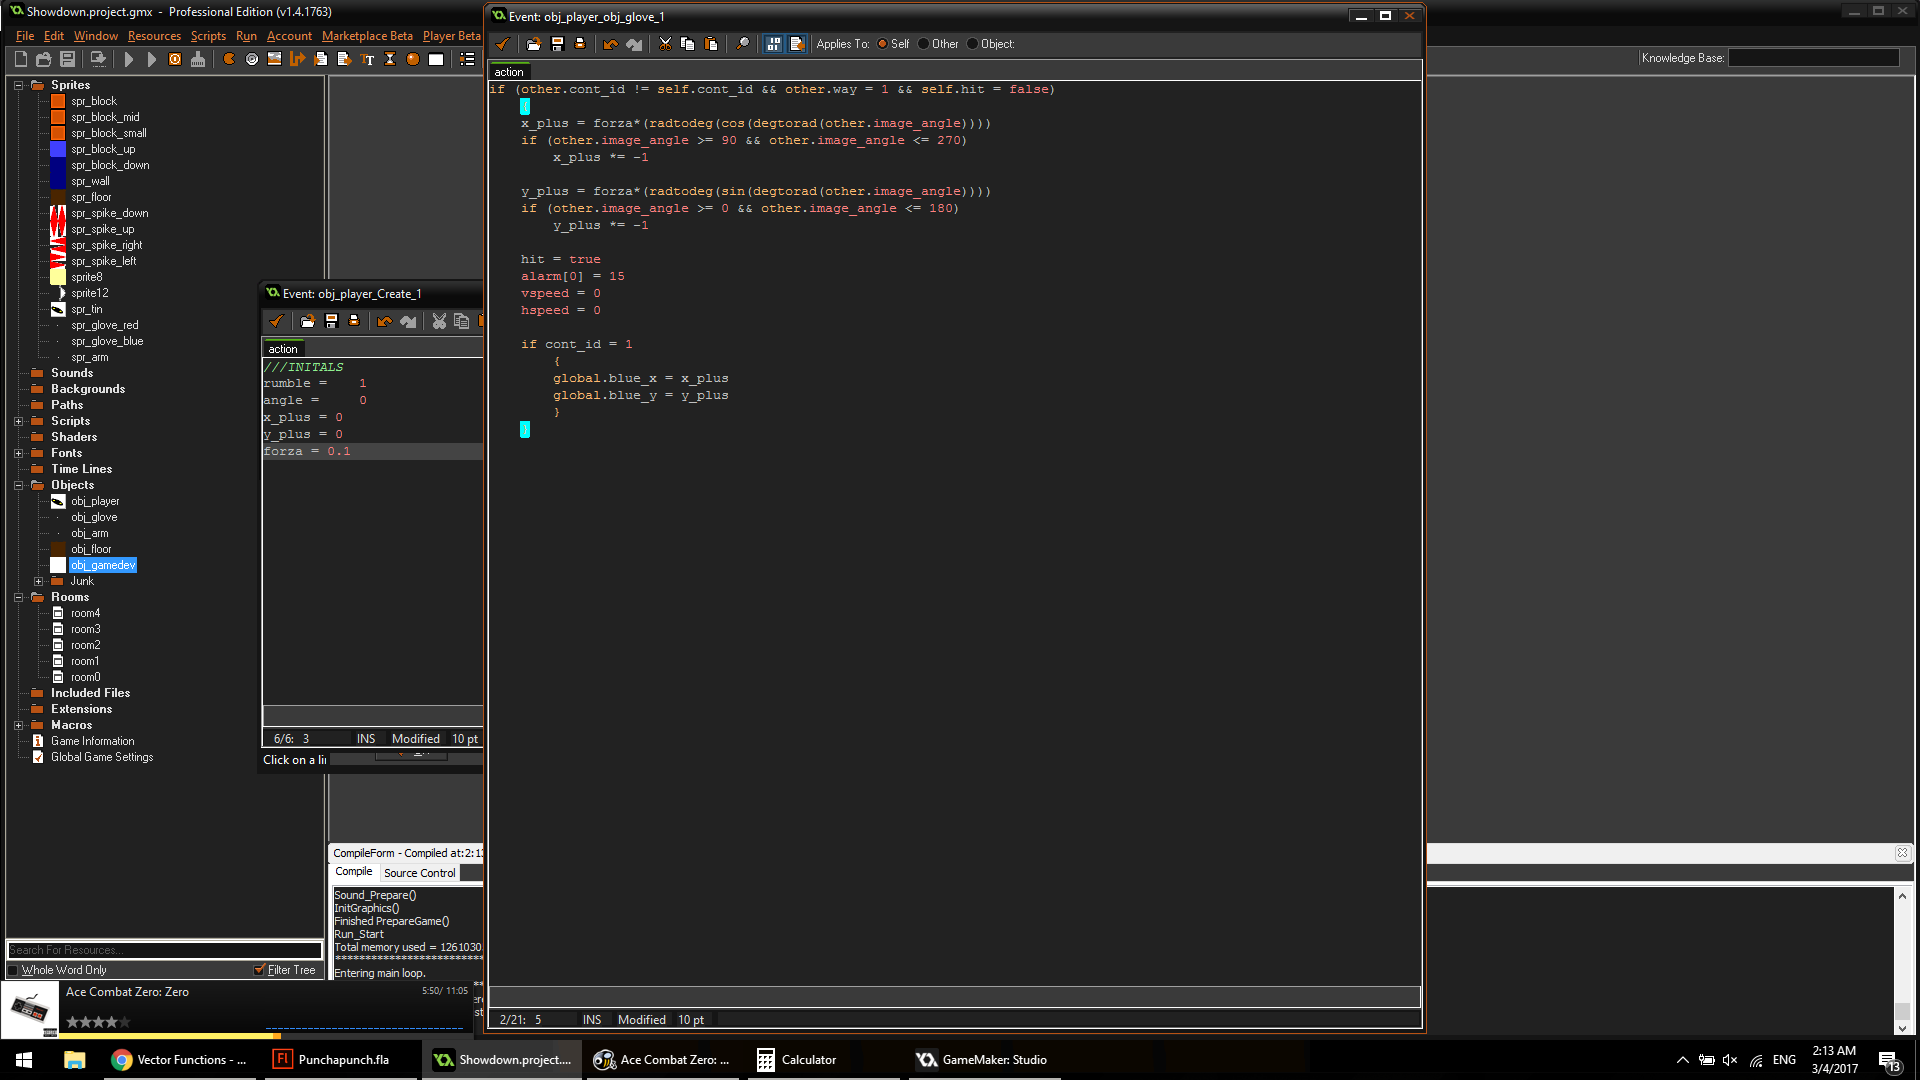 Showdown.project.gmx - Professional Edition (v1.4.1763)
File Edit Window Resources Scripts Run Account Marketplace Beta Player Beta
Knowledge Base:
Sprites
spr_block
spr_block_mid
spr_block_small
spr_block_up
spr_block_down
spr_wall
spr_floor
spr_spike_down
spr_spike_up
spr_spike_right
spr_spike_left
sprite8
sprite12
spr_tin
spr_glove_red
spr_glove_blue
spr_arm
Sounds
Backgrounds
Paths
Scripts
Shaders
Fonts
Time Lines
Objects
obj_player
obj_glove
obj_arm
obj_floor
obj_gamedev
Junk
Rooms
room4
room3
room2
room1
room0
Included Files
Extensions
Macros
Game Information
Global Game Settings
Search For Resources...
Whole Word Only Filter Tree
Event: obj_player_Create_1
action
///INITALS
rumble = 1
angle = 0
x_plus = 0
y_plus = 0
forza = 0.1
6/6: 3 INS Modified 10 pt
Click on a li
CompileForm - Compiled at:2:13
Compile Source Control
Sound_Prepare()
InitGraphics()
Finished PrepareGame()
Run_Start
Total memory used = 1261030
Entering main loop.
Event: obj_player_obj_glove_1
Applies To: Self Other Object:
action
if (other.cont_id != self.cont_id && other.way = 1 && self.hit = false)
{
x_plus = forza*(radtodeg(cos(degtorad(other.image_angle))))
if (other.image_angle >= 90 && other.image_angle <= 270)
x_plus *= -1
y_plus = forza*(radtodeg(sin(degtorad(other.image_angle))))
if (other.image_angle >= 0 && other.image_angle <= 180)
y_plus *= -1
hit = true
alarm[0] = 15
vspeed = 0
hspeed = 0
if cont_id = 1
{
global.blue_x = x_plus
global.blue_y = y_plus
}
}
2/21: 5 INS Modified 10 pt
Ace Combat Zero: Zero
5:50/ 11:05
Vector Functions - ...
Punchapunch.fla
Showdown.project....
Ace Combat Zero: ...
Calculator
GameMaker: Studio
ENG
2:13 AM
3/4/2017
13